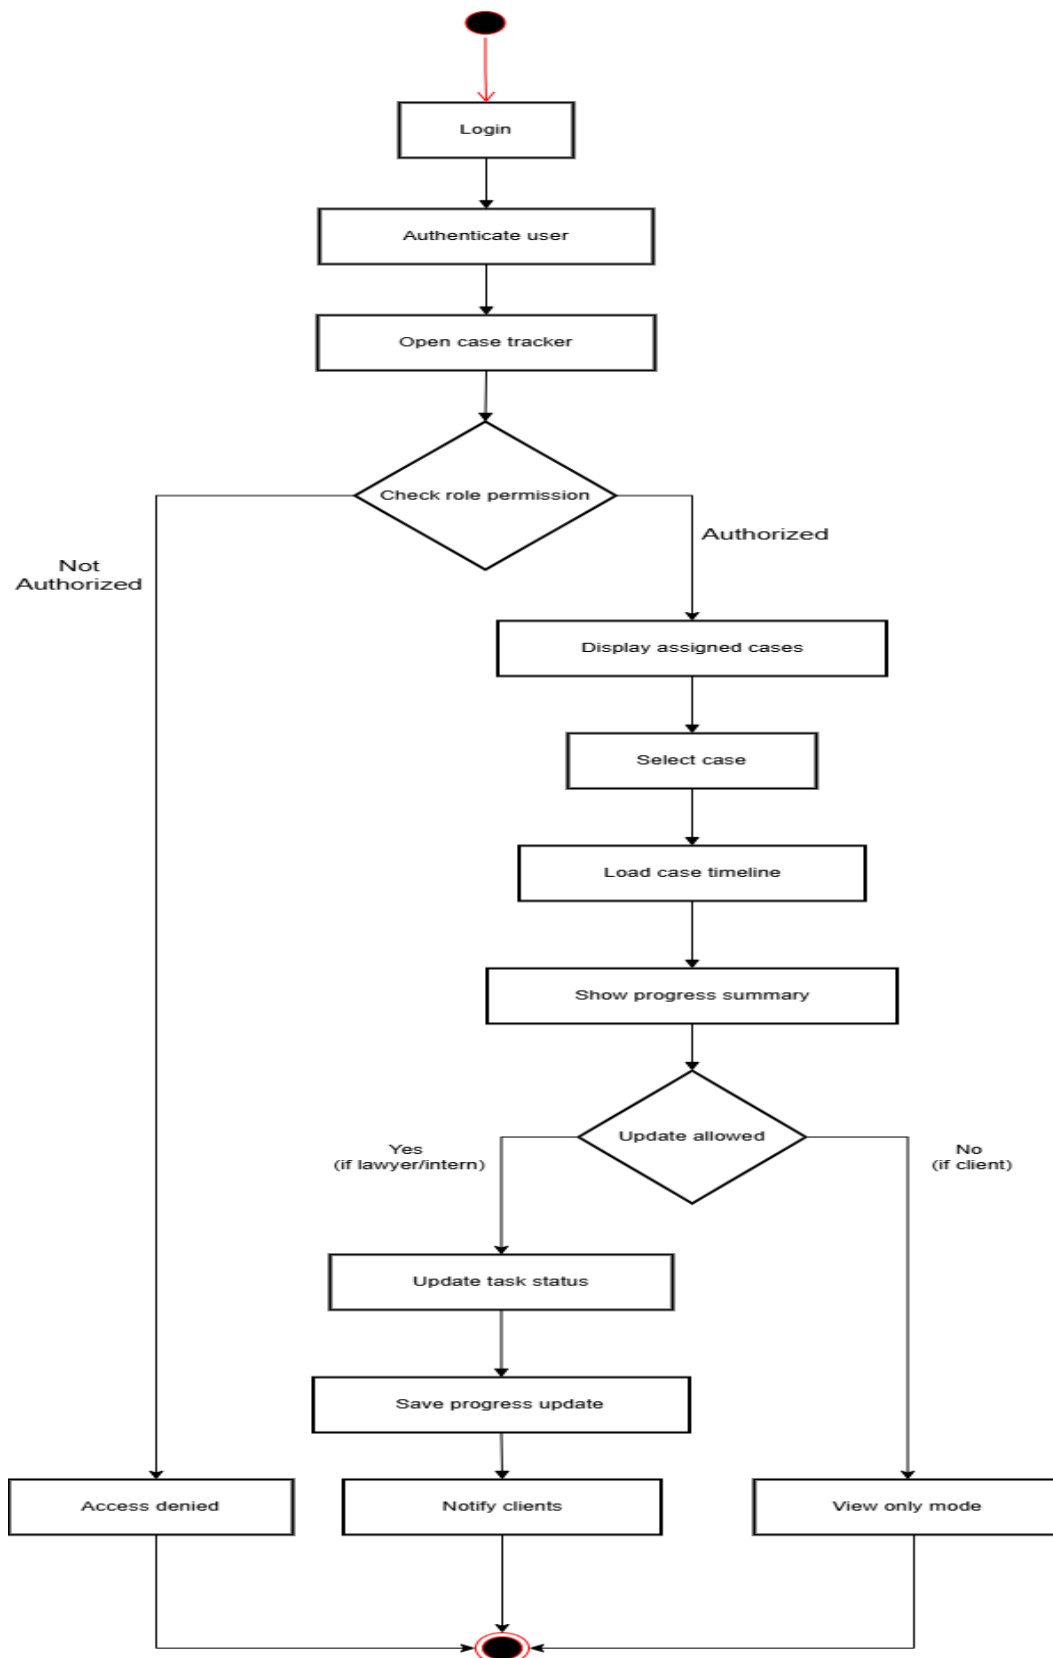 Login
Authenticate user
Open case tracker
Check role permission
Authorized
Not
Authorized
Display assigned cases
Select case
Load case timeline
Show progress summary
Update allowed
Yes
(if lawyer/intern)
No
(if client)
Update task status
Save progress update
Access denied
Notify clients
View only mode